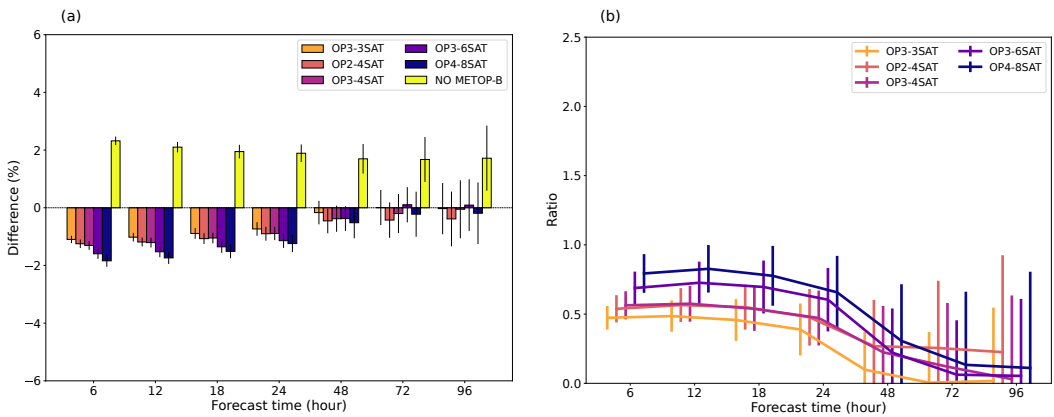 (a)
Difference (%)
6
4
2
0
−2
−4
−6
OP3-3SAT
OP2-4SAT
OP3-4SAT
OP3-6SAT
OP4-8SAT
NO METOP-B
6 12 18 24 48 72 96
Forecast time (hour)
(b)
Ratio
2.5
2.0
1.5
1.0
0.5
0.0
OP3-3SAT
OP2-4SAT
OP3-4SAT
OP3-6SAT
OP4-8SAT
6 12 18 24 48 72 96
Forecast time (hour)